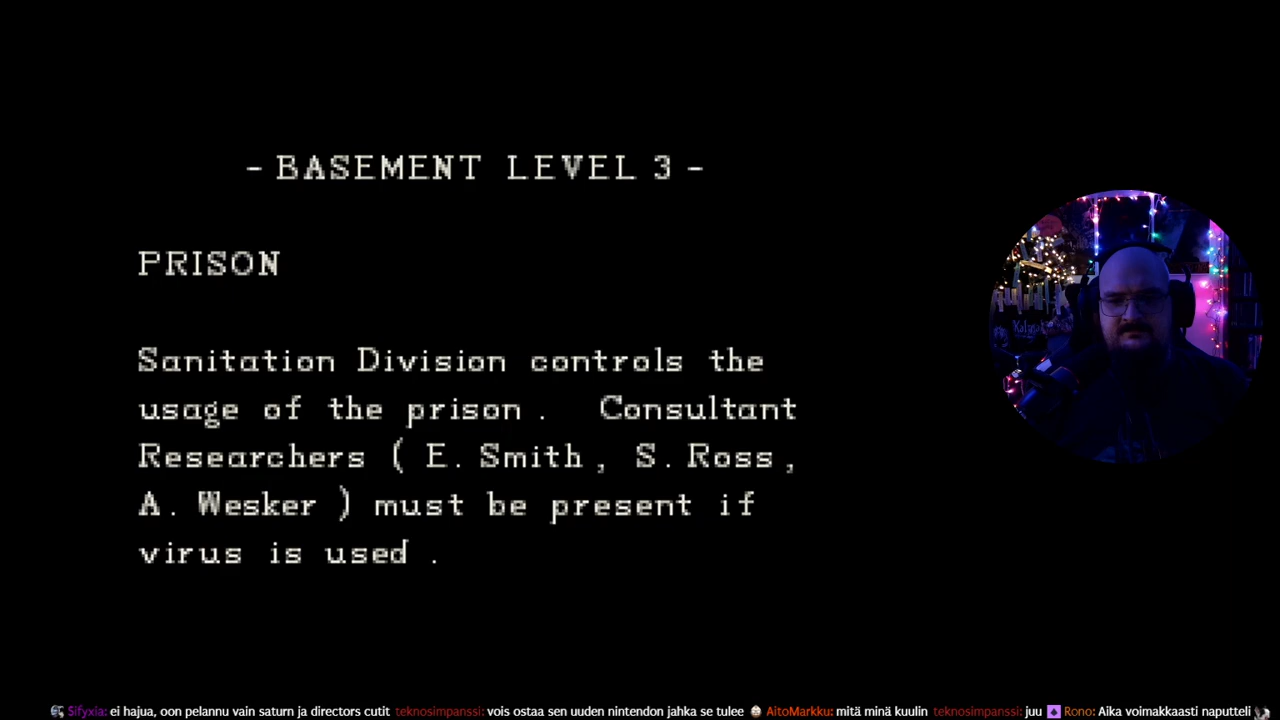 - BASEMENT LEVEL 3 -
PRISON
Sanitation Division controls the
usage of the prison . Consultant
Researchers ( E. Smith , S. Ross ,
A. Wesker ) must be present if
virus is used .
Sifyxia: ei hajua, oon pelannu vain saturn ja directors cutit teknosimpanssi: vois ostaa sen uuden nintendon jahka se tulee AitoMarkku: mitä minä kuulin teknosimpanssi: juu Rono: Aika voimakkaasti naputteli